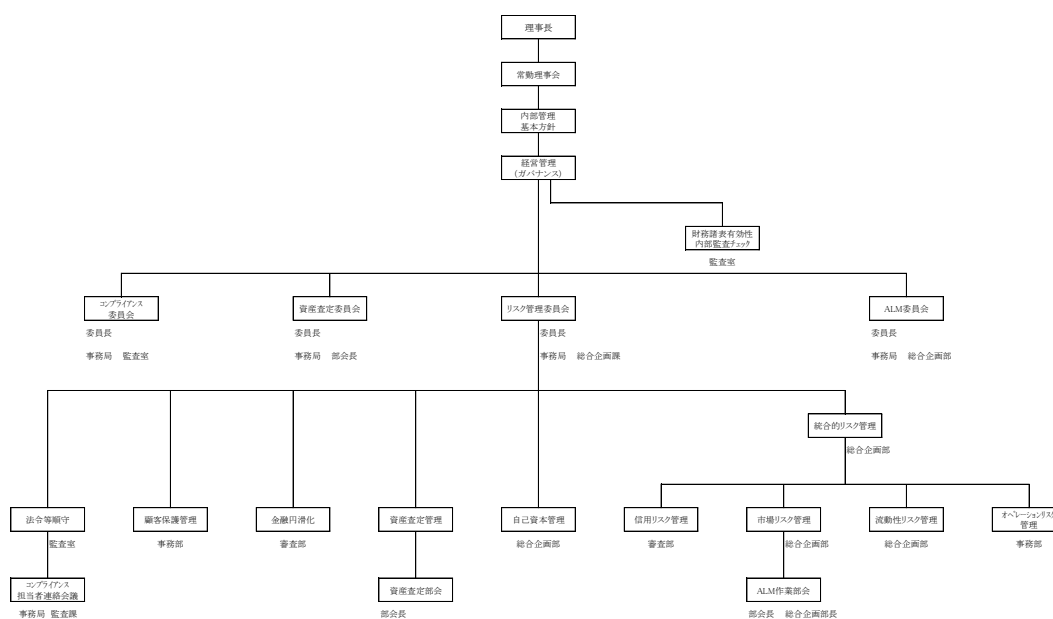 理事長
常勤理事会
内部管理
基本方針
経営管理
(ガバナンス)
財務諸表有効性
内部監査チェック
監査室
コンプライアンス
委員会
資産査定委員会
リスク管理委員会
ALM委員会
委員長
委員長
委員長
委員長
事務局 監査室
事務局 部会長
事務局 総合企画課
事務局 総合企画部
統合的リスク管理
総合企画部
法令等順守
顧客保護管理
金融円滑化
資産査定管理
自己資本管理
信用リスク管理
市場リスク管理
流動性リスク管理
オペレーションリスク
管理
監査室
事務部
審査部
総合企画部
審査部
総合企画部
総合企画部
事務部
コンプライアンス
担当者連絡会議
資産査定部会
ALM作業部会
事務局 監査課
部会長
部会長 総合企画部長